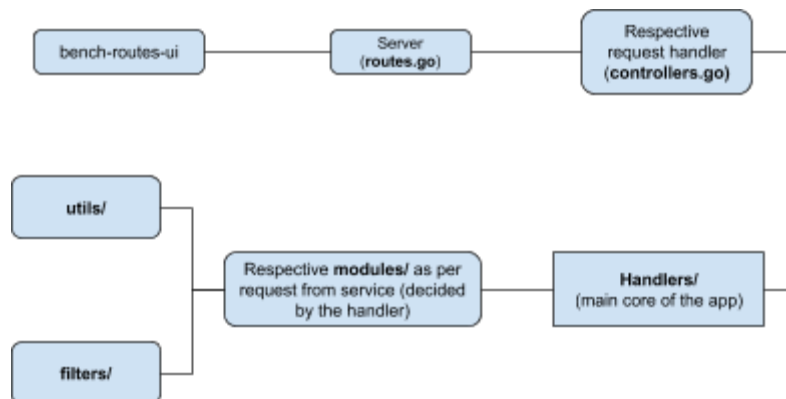 bench-routes-ui
Server
(routes.go)
Respective
request handler
(controllers.go)
utils/
Respective modules/ as per
request from service (decided
by the handler)
Handlers/
(main core of the app)
filters/